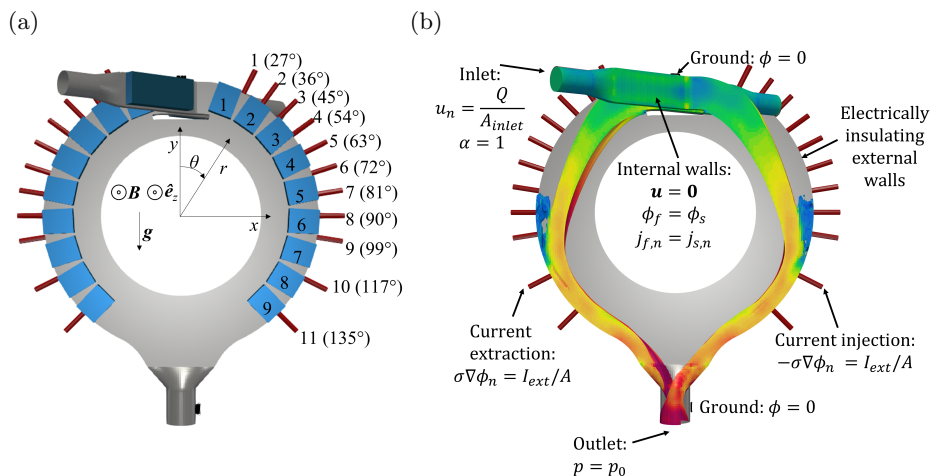 (a)
1 (27°)
2 (36°)
3 (45°)
4 (54°)
5 (63°)
6 (72°)
7 (81°)
8 (90°)
9 (99°)
10 (117°)
11 (135°)
1
2
3
4
5
6
7
8
9
y
θ
r
x
B
ê_z
g
(b)
Ground: ϕ = 0
Inlet:
u_n = Q / A_inlet
α = 1
Electrically
insulating
external
walls
Internal walls:
u = 0
ϕ_f = ϕ_s
j_{f,n} = j_{s,n}
Current
extraction:
σ∇ϕ_n = I_ext/A
Current injection:
−σ∇ϕ_n = I_ext/A
Ground: ϕ = 0
Outlet:
p = p_0